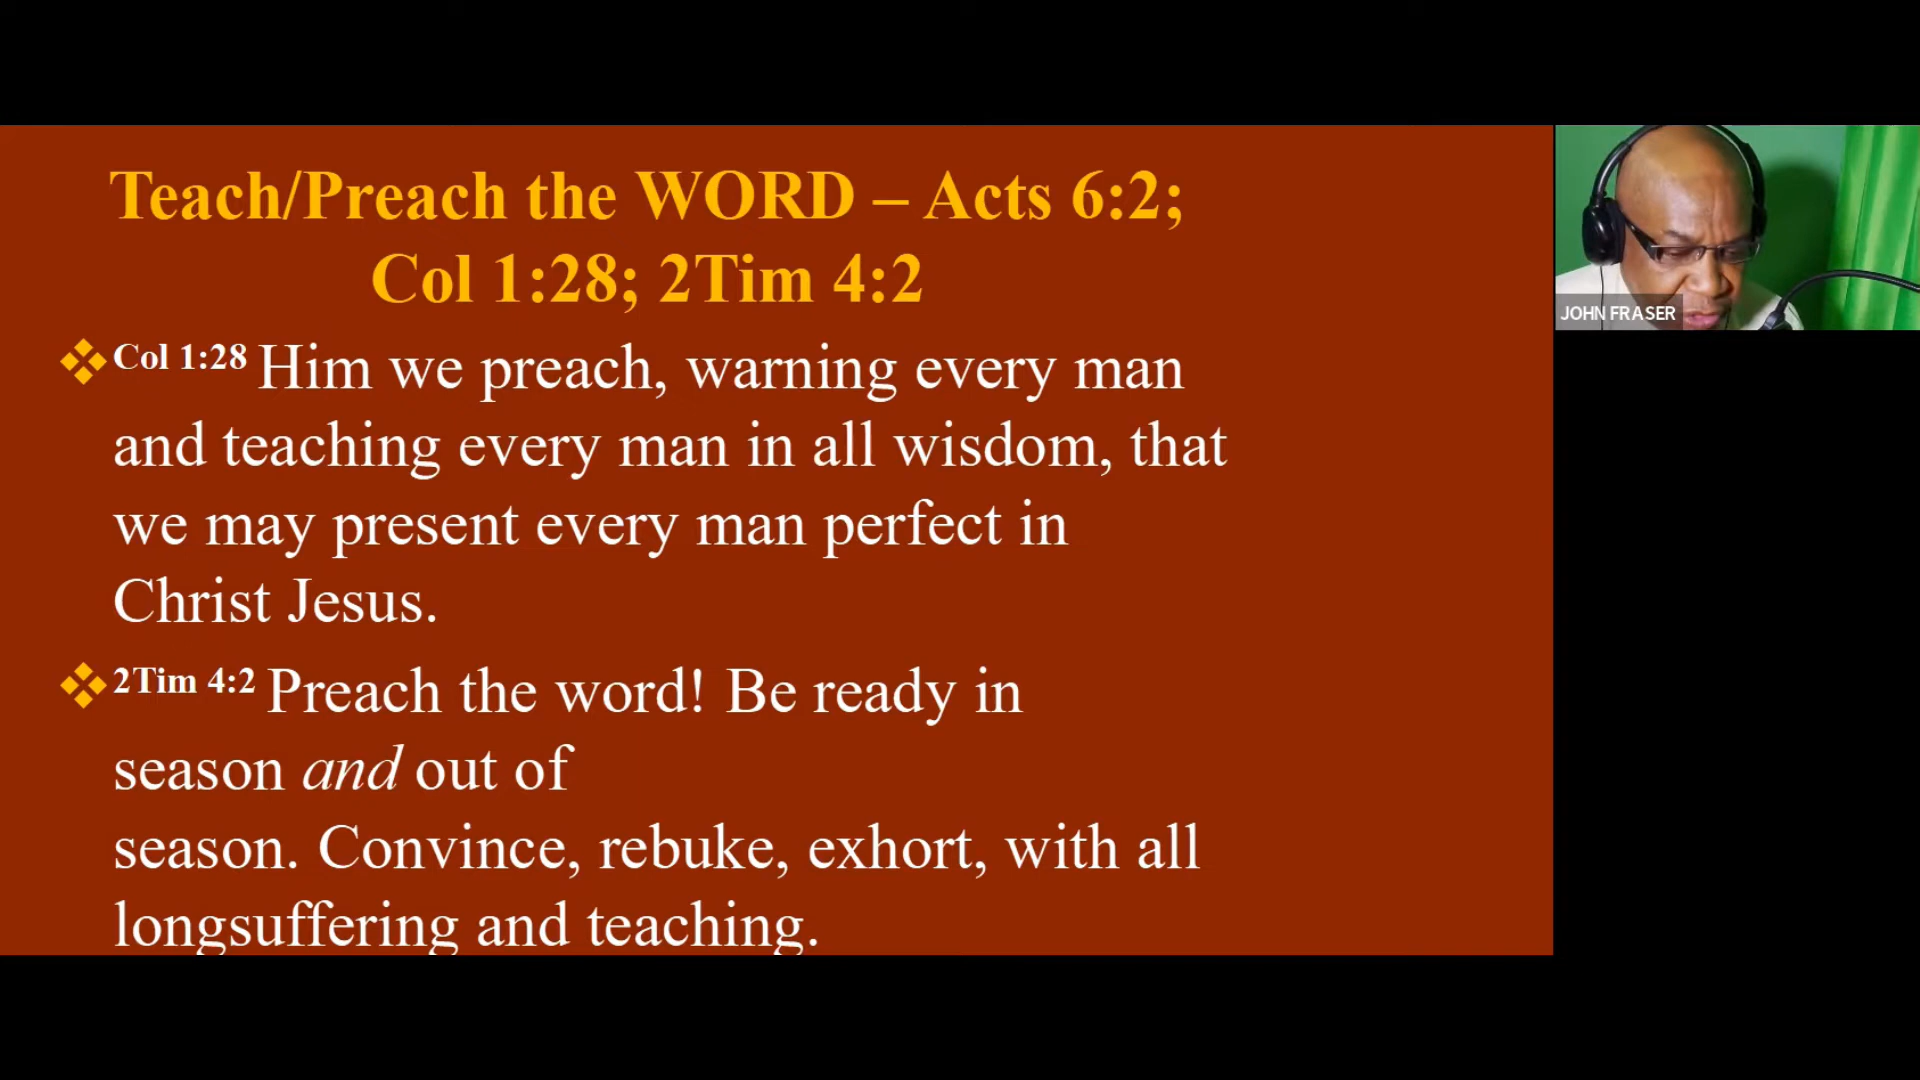 Teach/Preach the WORD – Acts 6:2;
Col 1:28; 2Tim 4:2
Col 1:28 Him we preach, warning every man
and teaching every man in all wisdom, that
we may present every man perfect in
Christ Jesus.
2Tim 4:2 Preach the word! Be ready in
season and out of
season. Convince, rebuke, exhort, with all
longsuffering and teaching.
JOHN FRASER